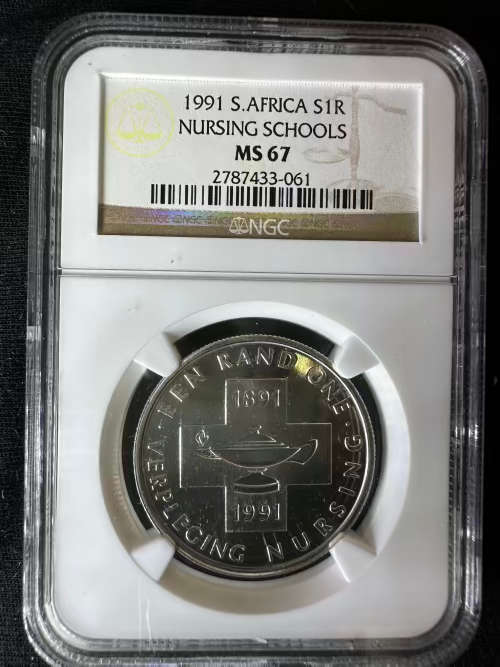 1991 S.AFRICA S1R
NURSING SCHOOLS
MS 67
2787433-061
NGC
EEN RAND ONE
1891
1991
VERPLEGING NURSING